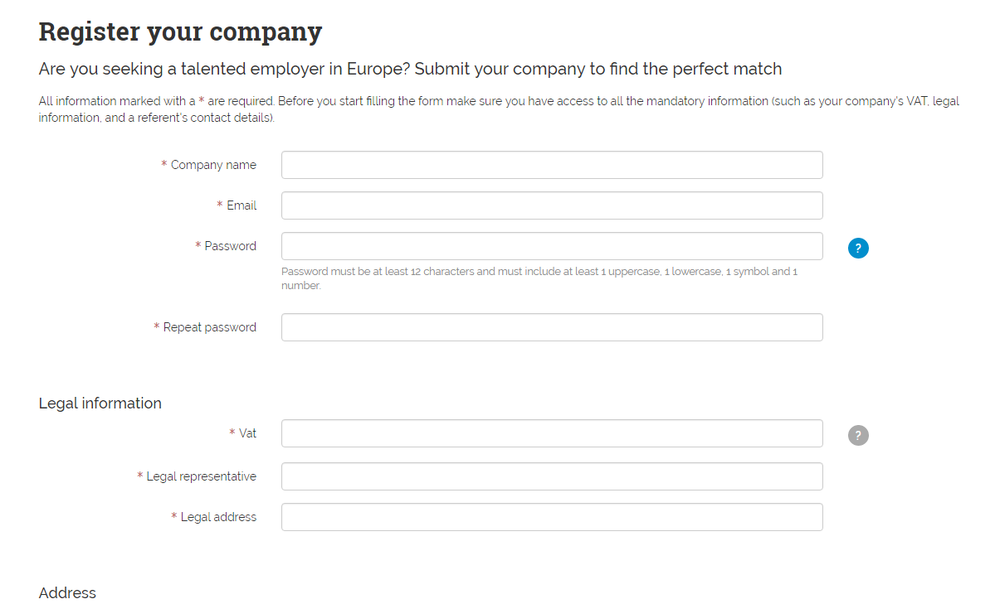 Register your company
Are you seeking a talented employer in Europe? Submit your company to find the perfect match
All information marked with a * are required. Before you start filling the form make sure you have access to all the mandatory information (such as your company's VAT, legal
information, and a referent's contact details).
* Company name
* Email
* Password
?
Password must be at least 12 characters and must include at least 1 uppercase, 1 lowercase, 1 symbol and 1
number.
* Repeat password
Legal information
* Vat
?
* Legal representative
* Legal address
Address